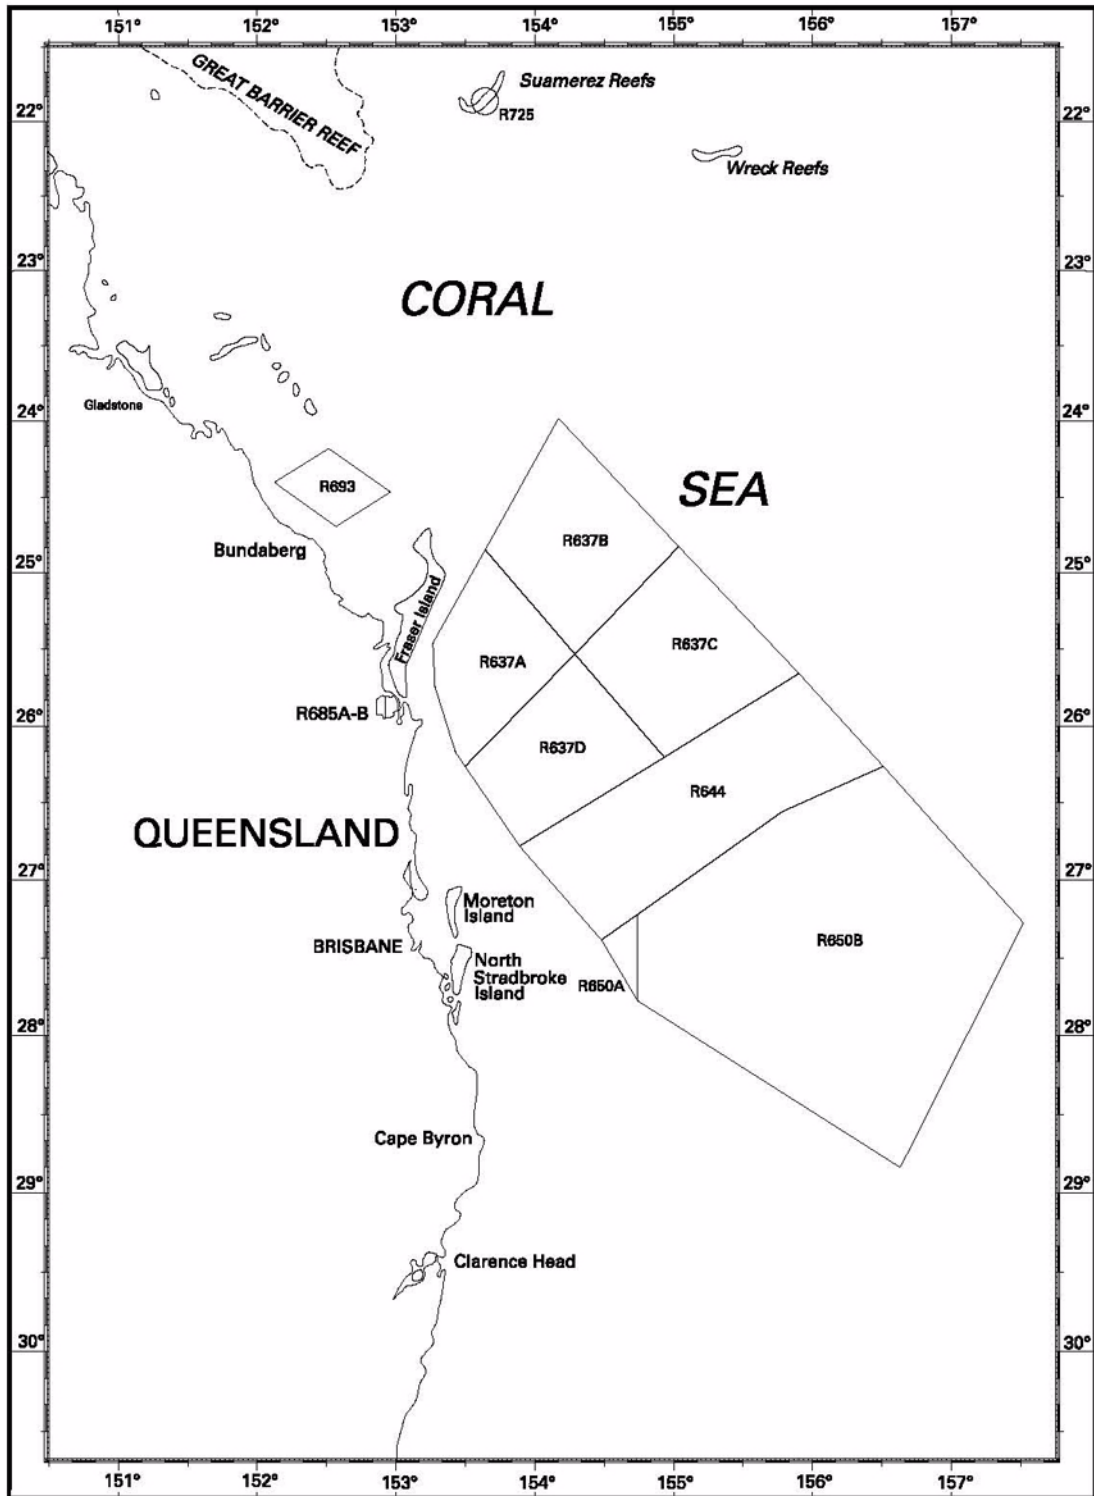 151° 152° 153° 154° 155° 156° 157°
GREAT BARRIER REEF
Suamerez Reefs
R725
22° 22°
Wreck Reefs
23° 23°
CORAL
Gladstone
24° 24°
SEA
R693
R637B
Bundaberg
25° 25°
Fraser Island
R637A
R637C
R685A-B
26° 26°
R637D
R644
QUEENSLAND
27° 27°
Moreton
Island
BRISBANE
R650B
North
Stradbroke
Island
R650A
28° 28°
Cape Byron
29° 29°
Clarence Head
30° 30°
151° 152° 153° 154° 155° 156° 157°